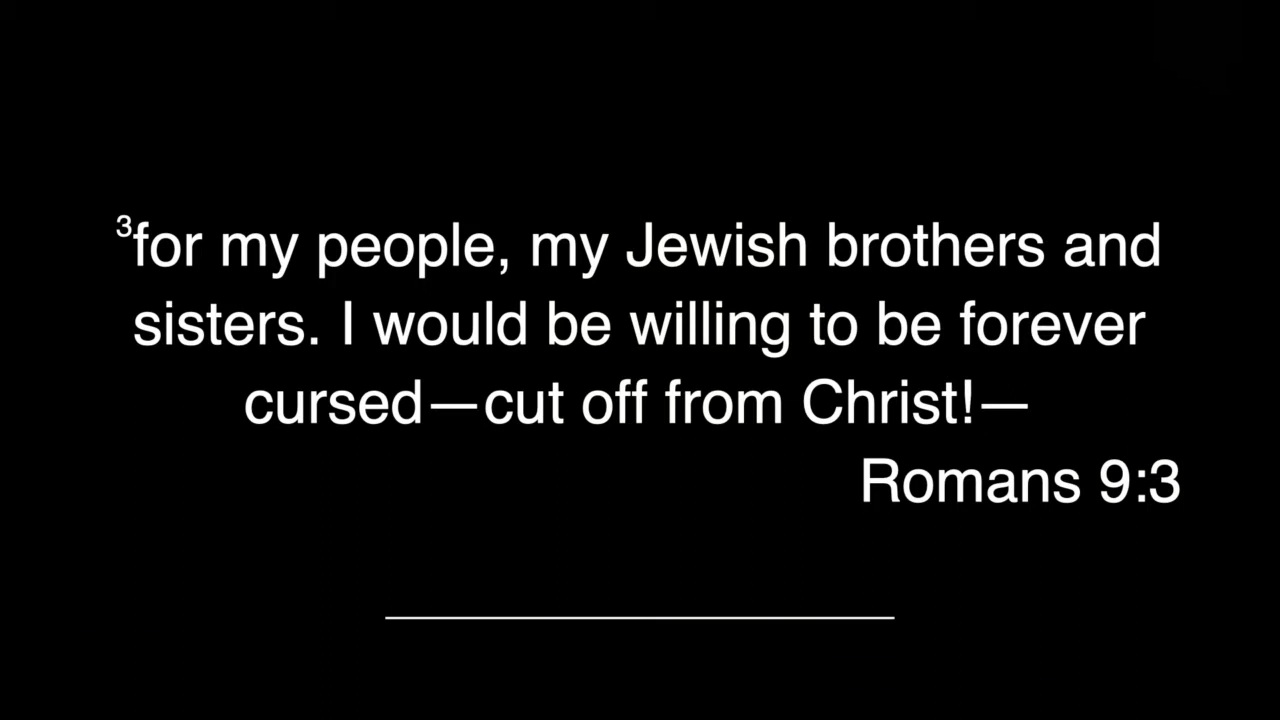 ³for my people, my Jewish brothers and
sisters. I would be willing to be forever
cursed—cut off from Christ!—
Romans 9:3